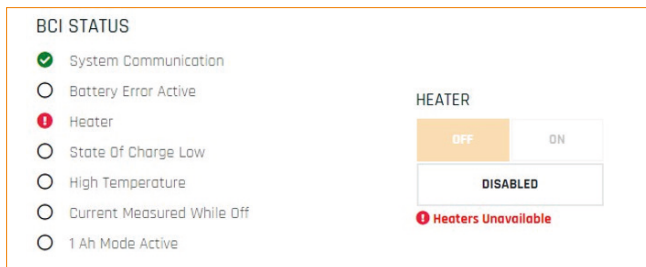 BCI STATUS
System Communication
Battery Error Active
Heater
State Of Charge Low
High Temperature
Current Measured While Off
1 Ah Mode Active
HEATER
OFF ON
DISABLED
Heaters Unavailable